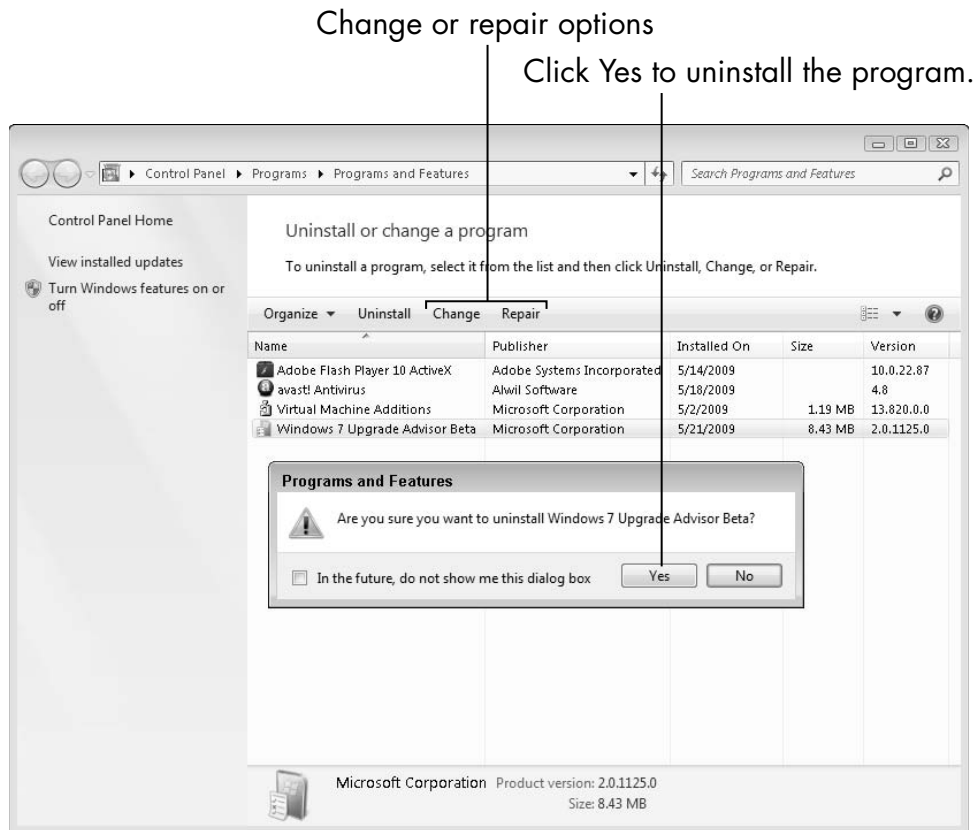 Change or repair options
Click Yes to uninstall the program.
Control Panel Programs Programs and Features
Search Programs and Features
Control Panel Home
View installed updates
Turn Windows features on or
off
Uninstall or change a program
To uninstall a program, select it from the list and then click Uninstall, Change, or Repair.
Organize Uninstall Change Repair
Name Publisher Installed On Size Version
Adobe Flash Player 10 ActiveX Adobe Systems Incorporated 5/14/2009 10.0.22.87
avast! Antivirus Alwil Software 5/18/2009 4.8
Virtual Machine Additions Microsoft Corporation 5/2/2009 1.19 MB 13.820.0.0
Windows 7 Upgrade Advisor Beta Microsoft Corporation 5/21/2009 8.43 MB 2.0.1125.0
Programs and Features
Are you sure you want to uninstall Windows 7 Upgrade Advisor Beta?
In the future, do not show me this dialog box Yes No
Microsoft Corporation Product version: 2.0.1125.0
Size: 8.43 MB